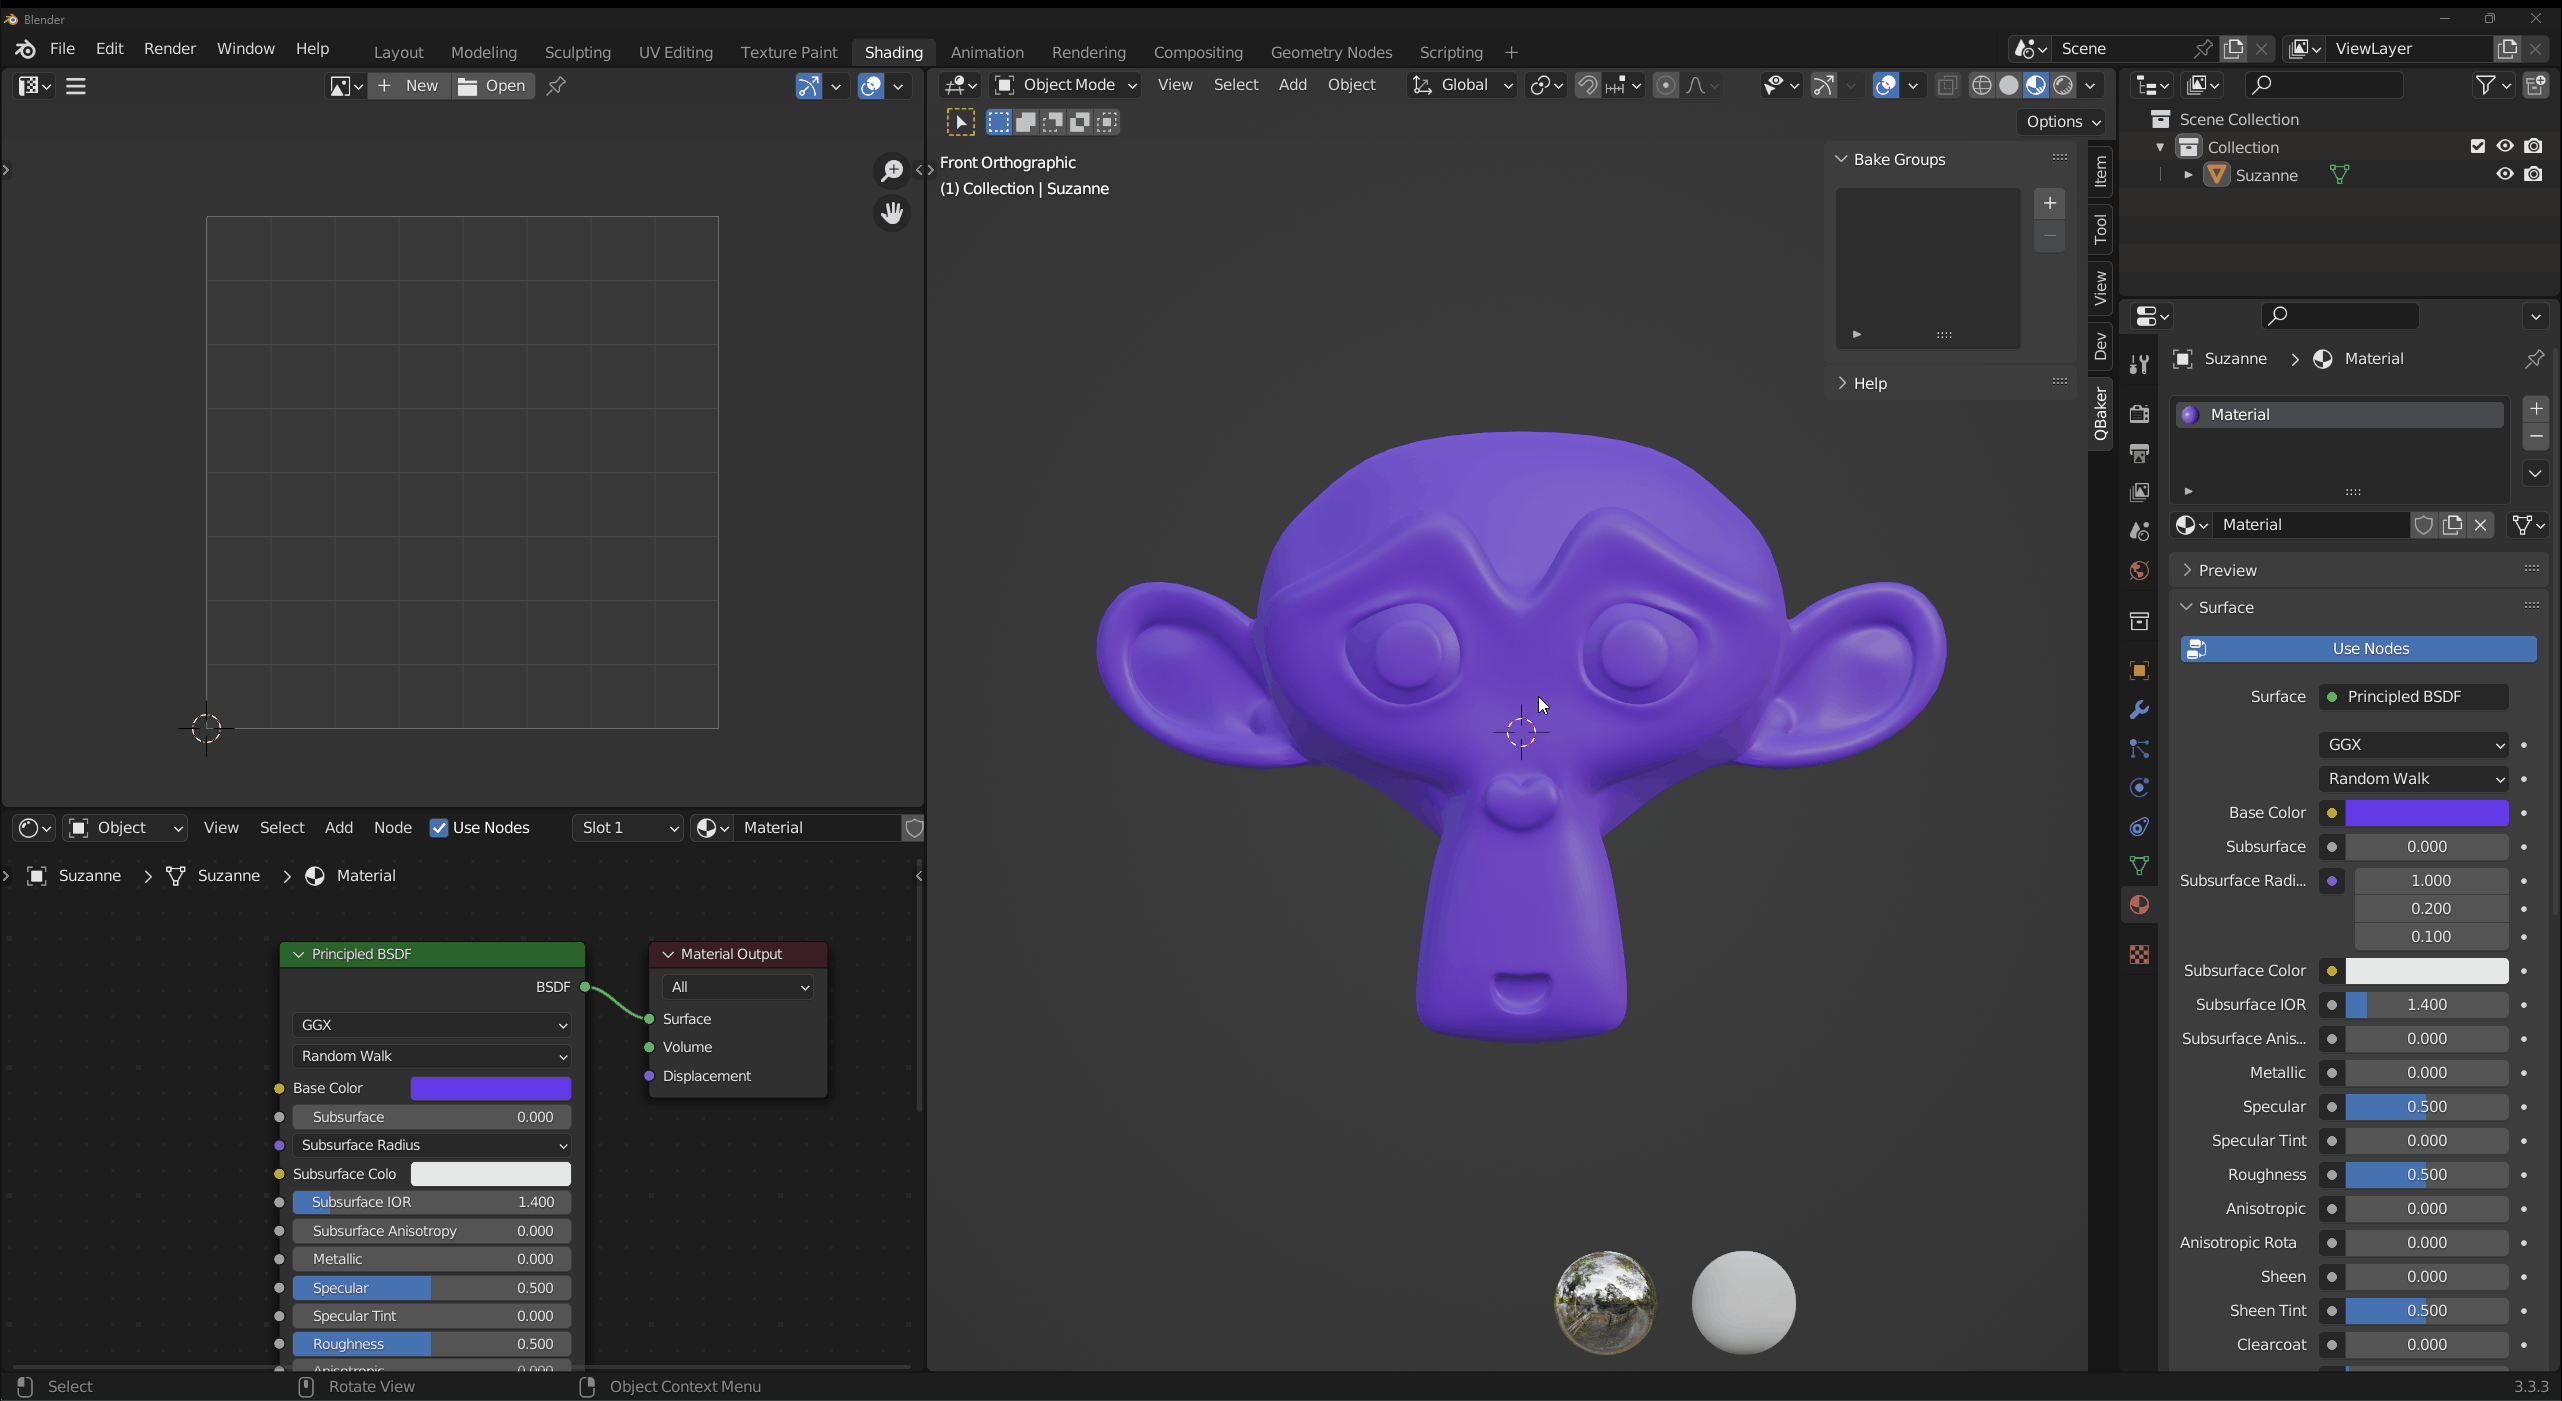 Blender
File Edit Render Window Help Layout Modeling Sculpting UV Editing Texture Paint Shading Animation Rendering Compositing Geometry Nodes Scripting + Scene ViewLayer
+ New Open
Object Mode View Select Add Object Global
Options
Front Orthographic
(1) Collection | Suzanne
Bake Groups
Help
Item
Tool
View
Dev
QBaker
Scene Collection
Collection
Suzanne
Suzanne > Material
Material
Material
Preview
Surface
Use Nodes
Surface Principled BSDF
GGX
Random Walk
Base Color
Subsurface 0.000
Subsurface Radi... 1.000
0.200
0.100
Subsurface Color
Subsurface IOR 1.400
Subsurface Anis... 0.000
Metallic 0.000
Specular 0.500
Specular Tint 0.000
Roughness 0.500
Anisotropic 0.000
Anisotropic Rota 0.000
Sheen 0.000
Sheen Tint 0.500
Clearcoat 0.000
Object View Select Add Node Use Nodes Slot 1 Material
Suzanne > Suzanne > Material
Principled BSDF
BSDF
GGX
Random Walk
Base Color
Subsurface 0.000
Subsurface Radius
Subsurface Colo
Subsurface IOR 1.400
Subsurface Anisotropy 0.000
Metallic 0.000
Specular 0.500
Specular Tint 0.000
Roughness 0.500
Anisotropic 0.000
Material Output
All
Surface
Volume
Displacement
Select Rotate View Object Context Menu 3.3.3